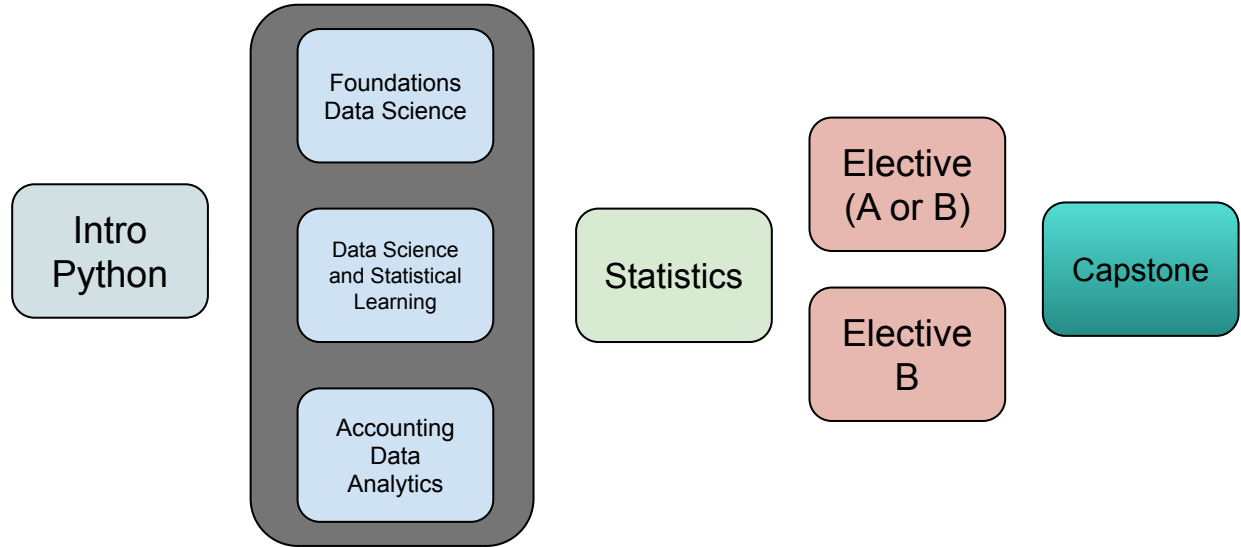 Intro
Python
Foundations
Data Science
Data Science
and Statistical
Learning
Accounting
Data
Analytics
Statistics
Elective
(A or B)
Elective
B
Capstone